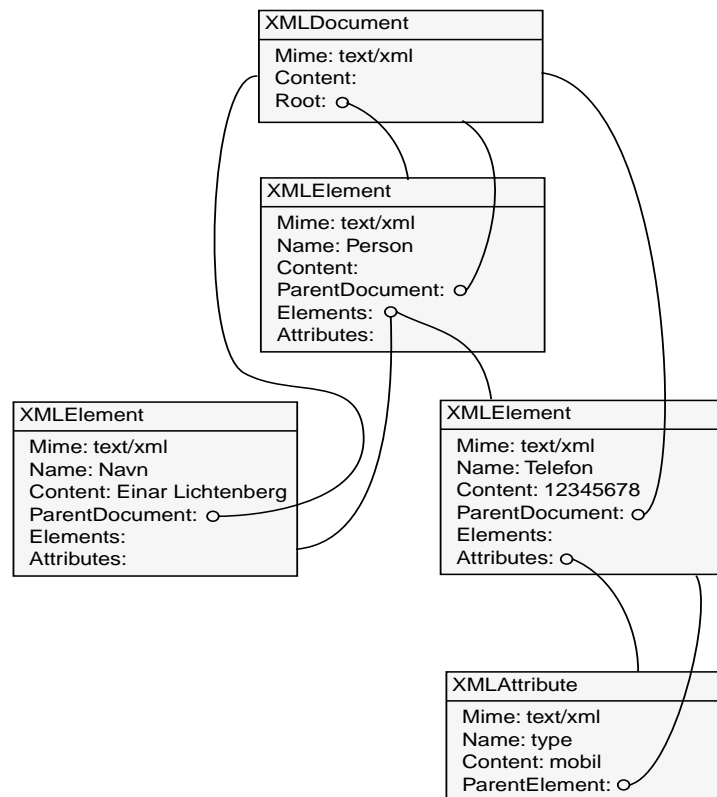 XMLDocument
Mime: text/xml
Content:
Root:
XMLElement
Mime: text/xml
Name: Person
Content:
ParentDocument:
Elements:
Attributes:
XMLElement
Mime: text/xml
Name: Navn
Content: Einar Lichtenberg
ParentDocument:
Elements:
Attributes:
XMLElement
Mime: text/xml
Name: Telefon
Content: 12345678
ParentDocument:
Elements:
Attributes:
XMLAttribute
Mime: text/xml
Name: type
Content: mobil
ParentElement: